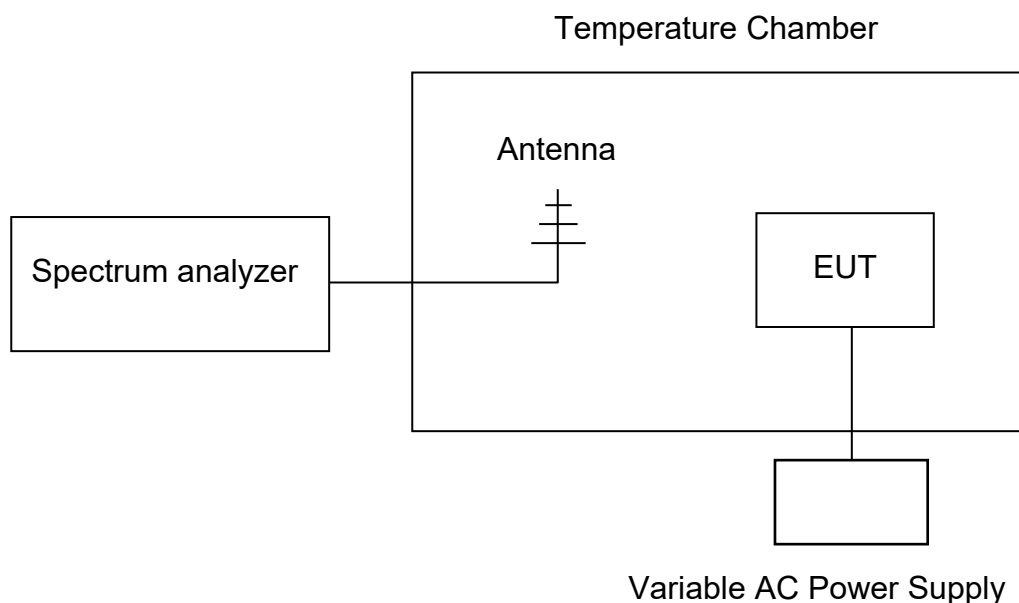 Temperature Chamber
Antenna
Spectrum analyzer
EUT
Variable AC Power Supply